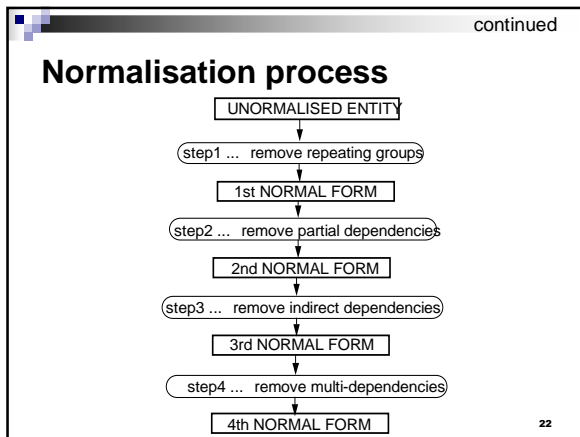 continued
Normalisation process
UNORMALISED ENTITY
step1 ... remove repeating groups
1st NORMAL FORM
step2 ... remove partial dependencies
2nd NORMAL FORM
step3 ... remove indirect dependencies
3rd NORMAL FORM
step4 ... remove multi-dependencies
4th NORMAL FORM
22